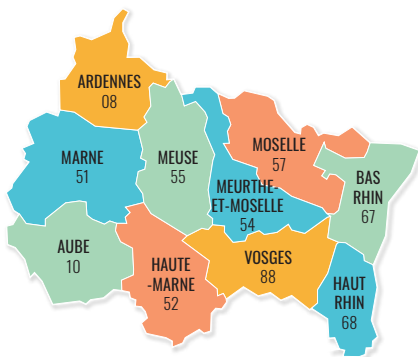 ARDENNES
08
MARNE
51
MEUSE
55
MOSELLE
57
MEURTHE-
ET-MOSELLE
54
BAS
RHIN
67
AUBE
10
HAUTE
-MARNE
52
VOSGES
88
HAUT
RHIN
68